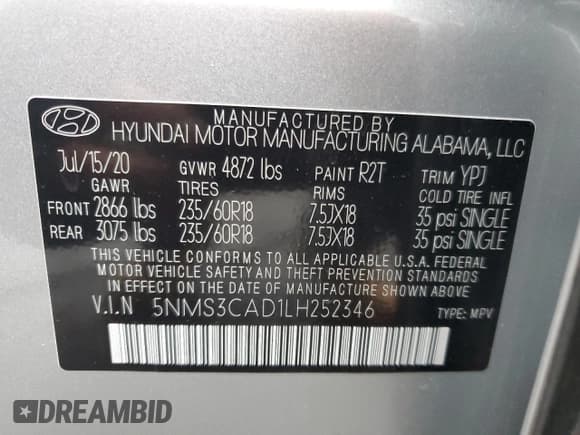 MANUFACTURED BY
HYUNDAI MOTOR MANUFACTURING ALABAMA, LLC
Jul/15/20 GVWR 4872 lbs PAINT R2T TRIM YPJ
GAWR TIRES RIMS COLD TIRE INFL
FRONT 2866 lbs 235/60R18 7.5JX18 35 psi SINGLE
REAR 3075 lbs 235/60R18 7.5JX18 35 psi SINGLE
THIS VEHICLE CONFORMS TO ALL APPLICABLE U.S.A. FEDERAL
MOTOR VEHICLE SAFETY BUMPER, AND THEFT PREVENTION STANDARDS
IN EFFECT ON THE DATE OF MANUFACTURE SHOWN ABOVE.
V.I.N 5NMS3CAD1LH252346 TYPE: MPV
DREAMBID